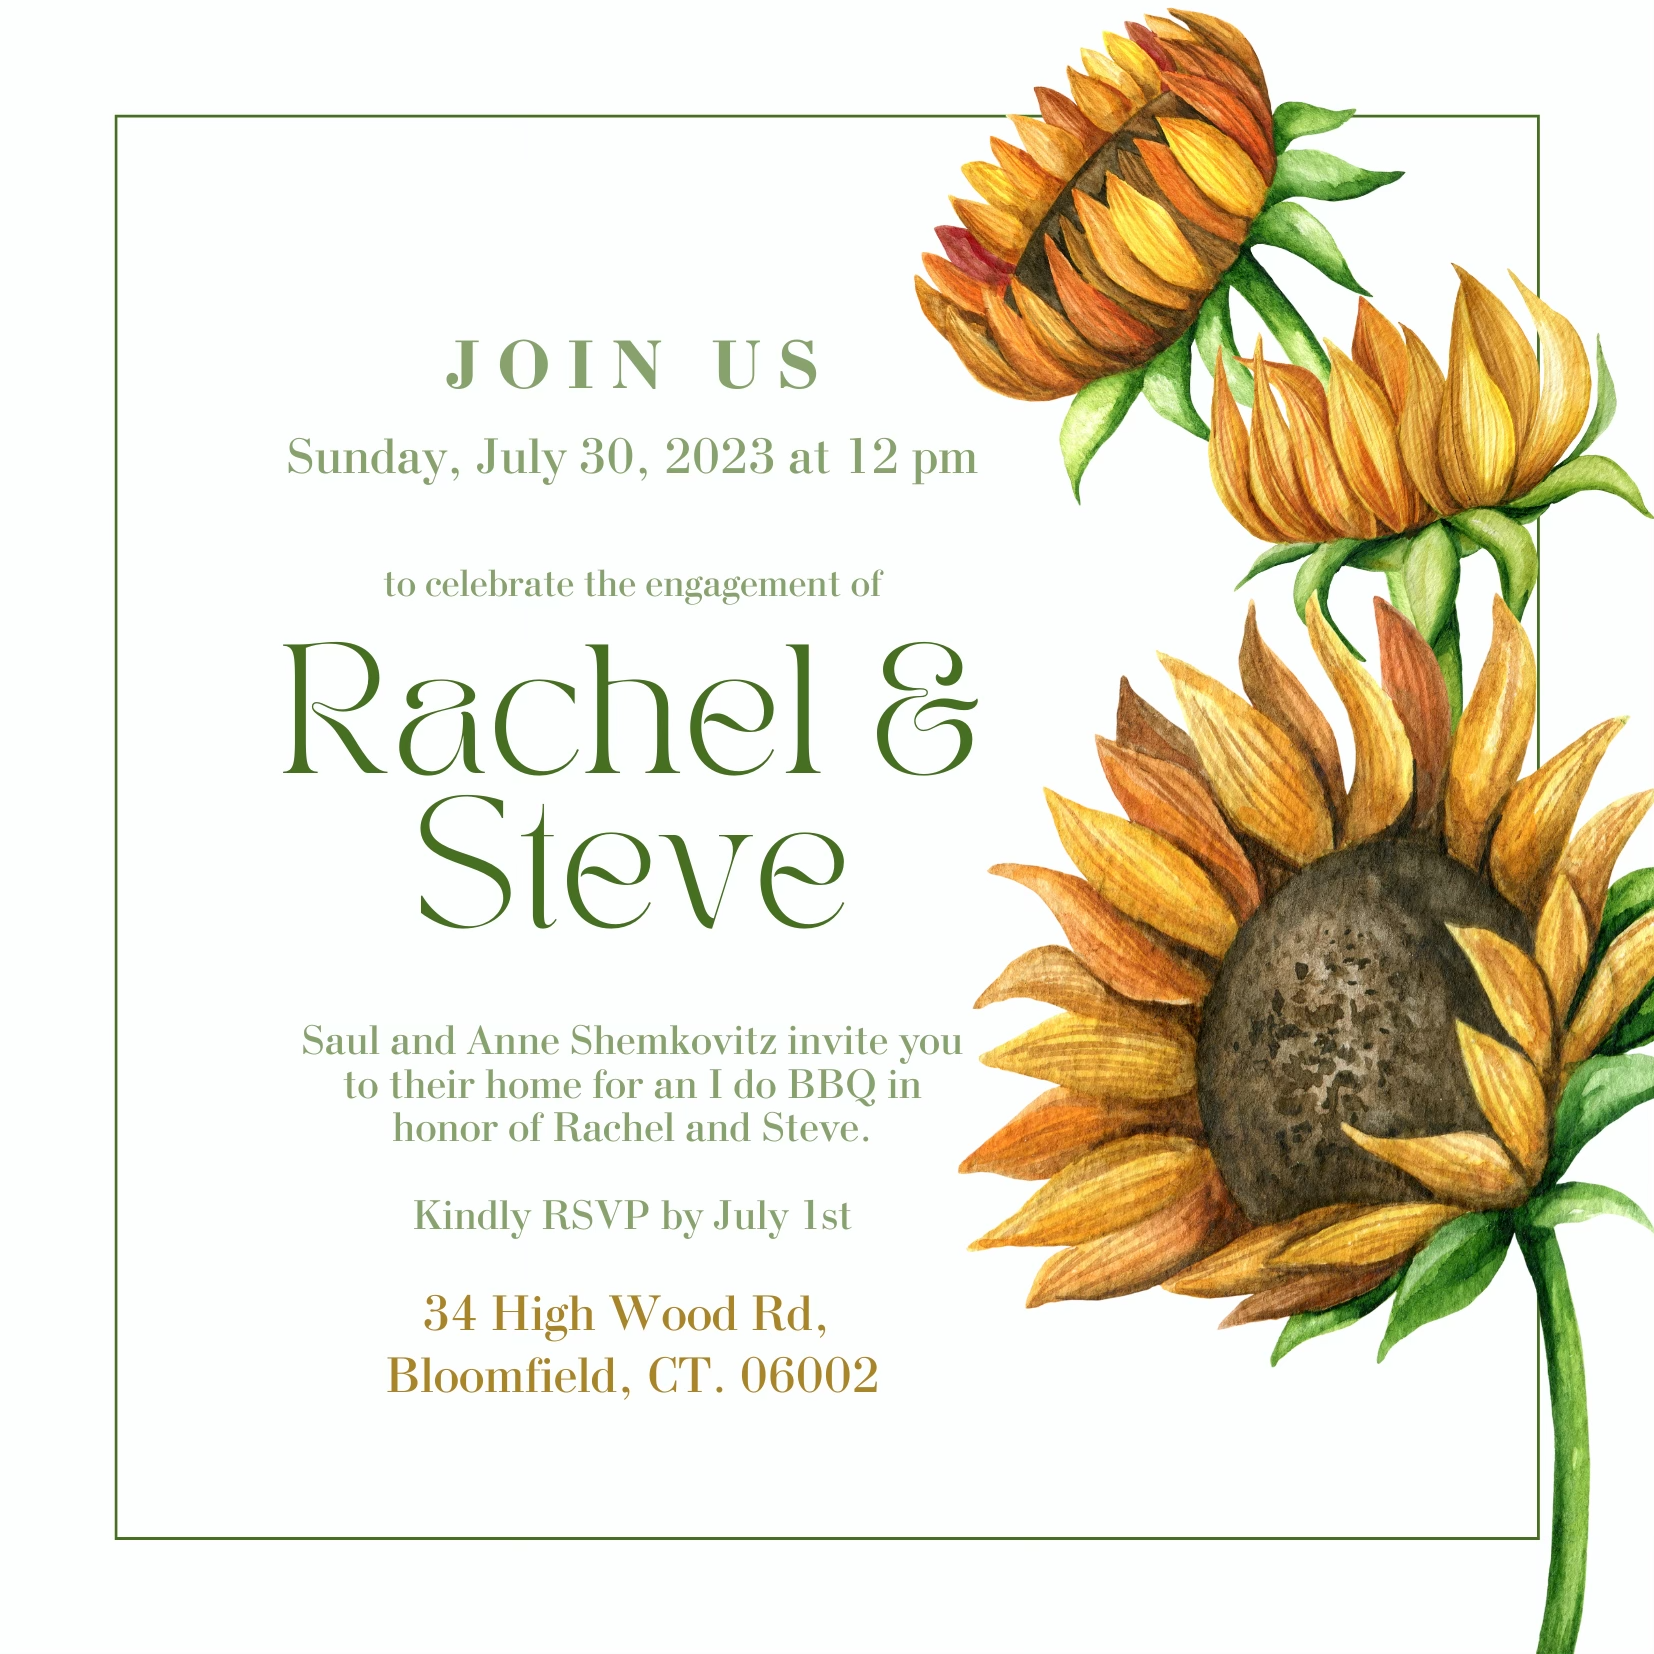 JOIN US
Sunday, July 30, 2023 at 12 pm
to celebrate the engagement of
Rachel &
Steve
Saul and Anne Shemkovitz invite you
to their home for an I do BBQ in
honor of Rachel and Steve.
Kindly RSVP by July 1st
34 High Wood Rd,
Bloomfield, CT. 06002